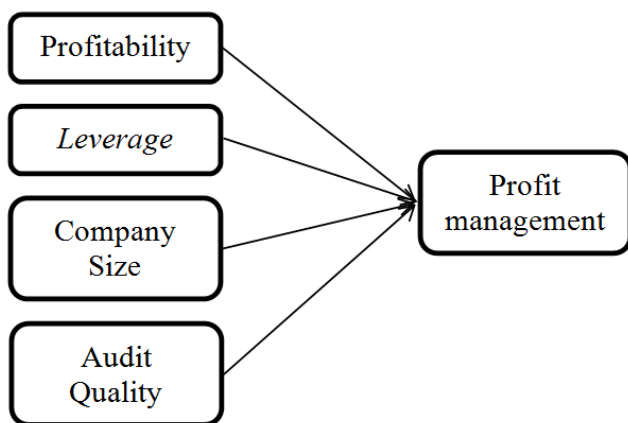 Profitability
Leverage
Company
Size
Audit
Quality
Profit
management